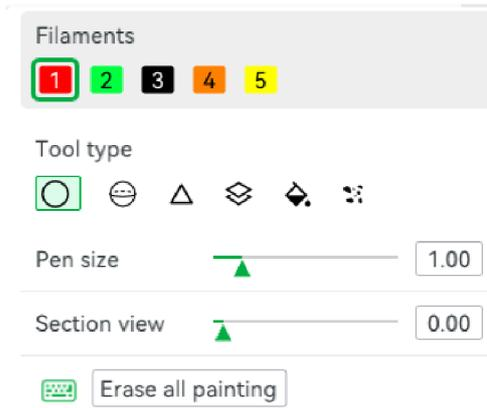 Filaments
1 2 3 4 5
Tool type
Pen size 1.00
Section view 0.00
Erase all painting